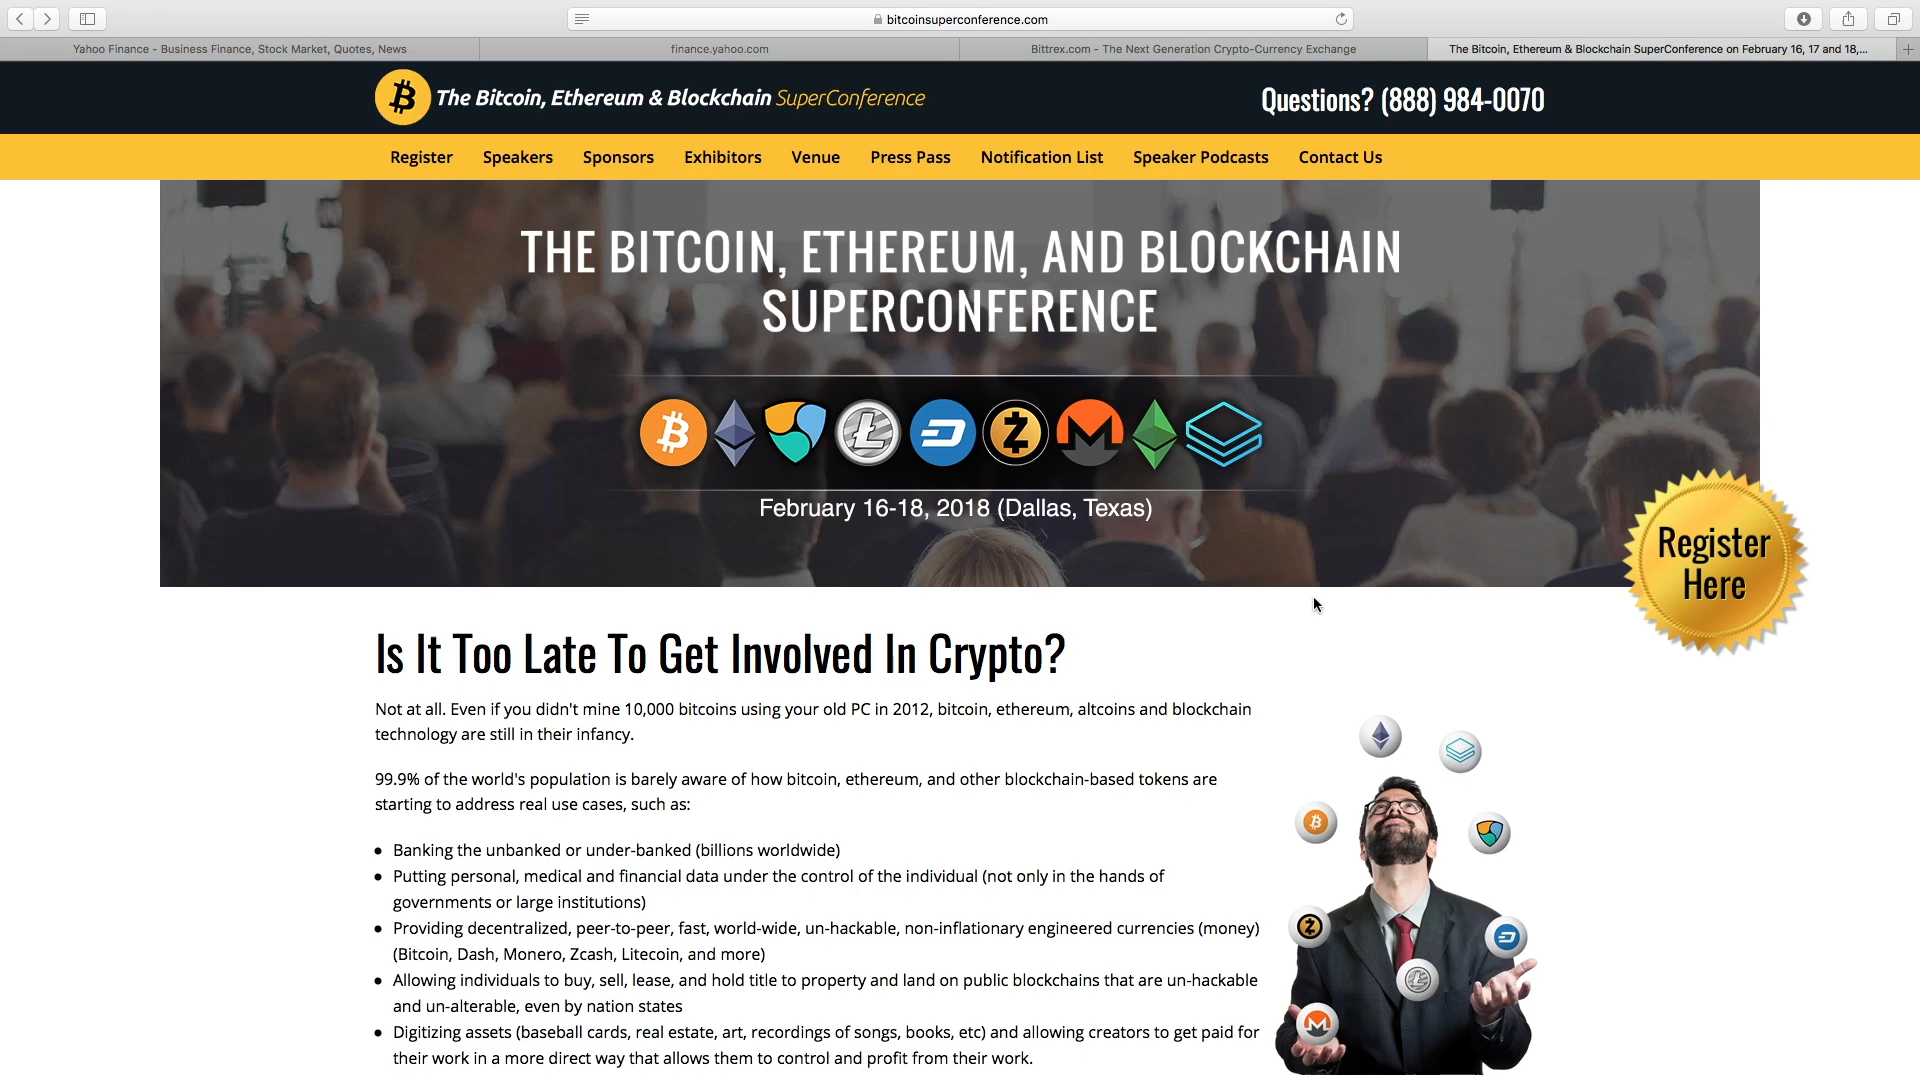 bitcoinsuperconference.com
Yahoo Finance - Business Finance, Stock Market, Quotes, News
finance.yahoo.com
Bittrex.com - The Next Generation Crypto-Currency Exchange
The Bitcoin, Ethereum & Blockchain SuperConference on February 16, 17 and 18,...
The Bitcoin, Ethereum & Blockchain SuperConference
Questions? (888) 984-0070
Register Speakers Sponsors Exhibitors Venue Press Pass Notification List Speaker Podcasts Contact Us
THE BITCOIN, ETHEREUM, AND BLOCKCHAIN
SUPERCONFERENCE
February 16-18, 2018 (Dallas, Texas)
Register
Here
Is It Too Late To Get Involved In Crypto?
Not at all. Even if you didn't mine 10,000 bitcoins using your old PC in 2012, bitcoin, ethereum, altcoins and blockchain
technology are still in their infancy.
99.9% of the world's population is barely aware of how bitcoin, ethereum, and other blockchain-based tokens are
starting to address real use cases, such as:
Banking the unbanked or under-banked (billions worldwide)
Putting personal, medical and financial data under the control of the individual (not only in the hands of
governments or large institutions)
Providing decentralized, peer-to-peer, fast, world-wide, un-hackable, non-inflationary engineered currencies (money)
(Bitcoin, Dash, Monero, Zcash, Litecoin, and more)
Allowing individuals to buy, sell, lease, and hold title to property and land on public blockchains that are un-hackable
and un-alterable, even by nation states
Digitizing assets (baseball cards, real estate, art, recordings of songs, books, etc) and allowing creators to get paid for
their work in a more direct way that allows them to control and profit from their work.